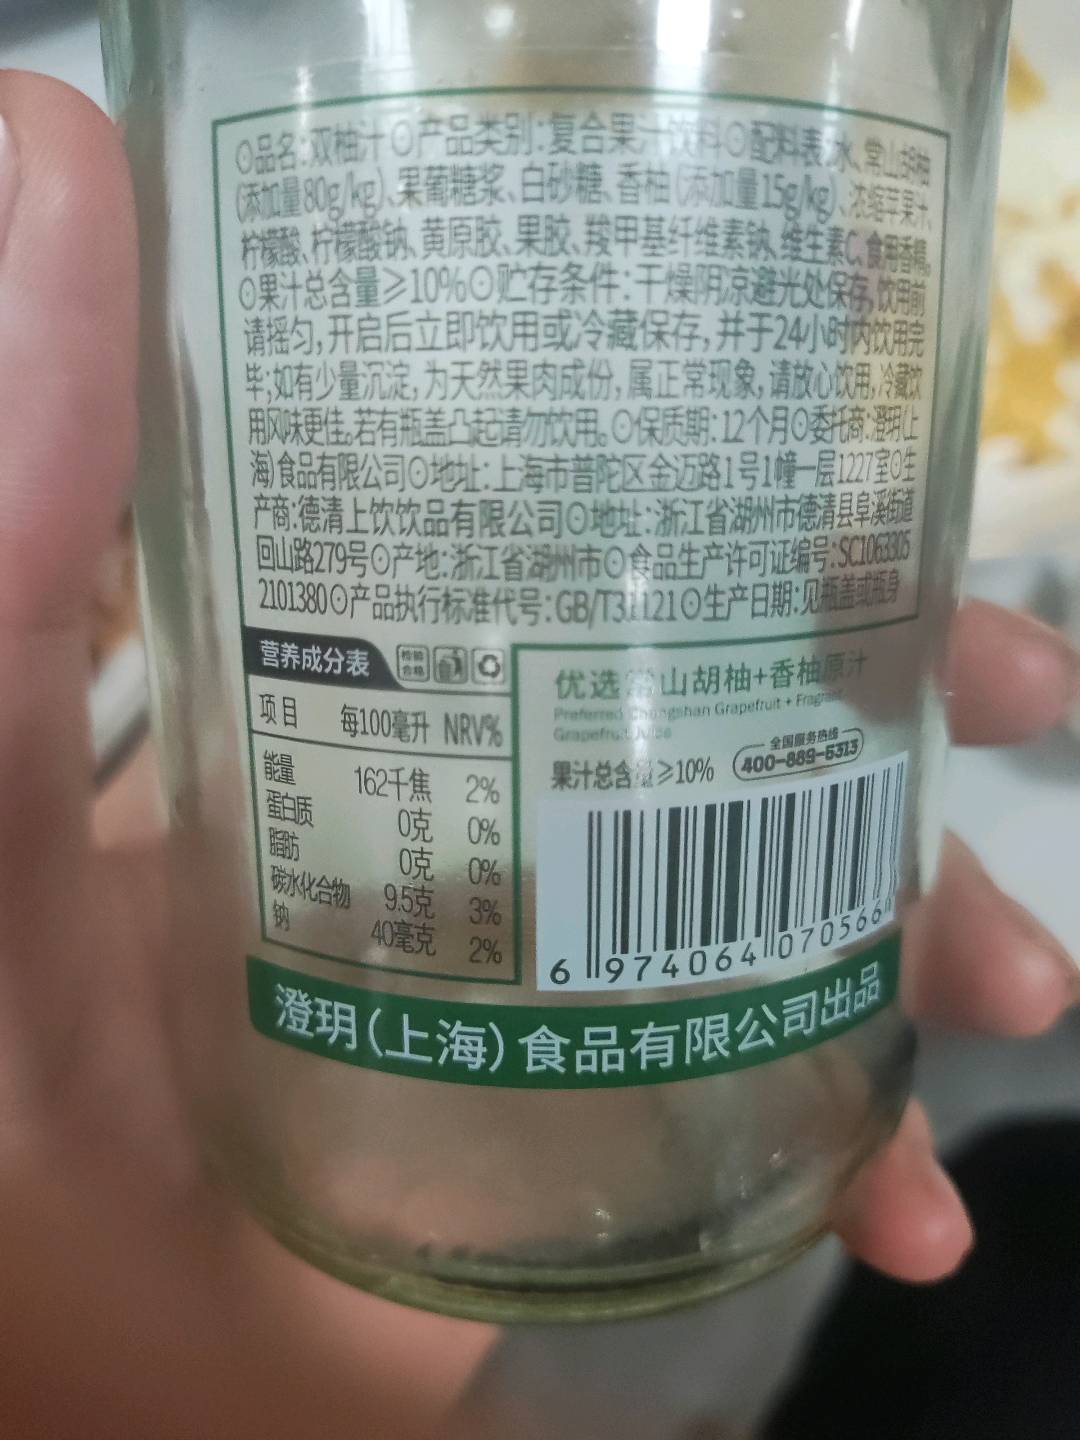 ⊙品名:双柚汁⊙产品类别:复合果汁饮料⊙配料表:水、常山胡柚
(添加量80g/kg)、果葡糖浆、白砂糖、香柚(添加量15g/kg)、浓缩苹果汁、
柠檬酸、柠檬酸钠、黄原胶、果胶、羧甲基纤维素钠、维生素C、食用香精。
⊙果汁总含量≥10%⊙贮存条件:干燥阴凉避光处保存,饮用前
请摇匀,开启后立即饮用或冷藏保存,并于24小时内饮用完
毕;如有少量沉淀,为天然果肉成份,属正常现象,请放心饮用,冷藏饮
用风味更佳。若有瓶盖凸起请勿饮用。⊙保质期:12个月⊙委托商:澄玥(上
海)食品有限公司⊙地址:上海市普陀区金迈路1号1幢一层1227室⊙生
产商:德清上饮饮品有限公司⊙地址:浙江省湖州市德清县阜溪街道
回山路279号⊙产地:浙江省湖州市⊙食品生产许可证编号:SC1063305
2101380⊙产品执行标准代号:GB/T31121⊙生产日期:见瓶盖或瓶身
营养成分表 检验合格
项目 每100毫升 NRV%
能量 162千焦 2%
蛋白质 0克 0%
脂肪 0克 0%
碳水化合物 9.5克 3%
钠 40毫克 2%
优选常山胡柚+香柚原汁
Preferred Changshan Grapefruit + Fragrant
Grapefruit Juice
全国服务热线
果汁总含量≥10% 400-889-5313
6 974064 070566
澄玥(上海)食品有限公司出品